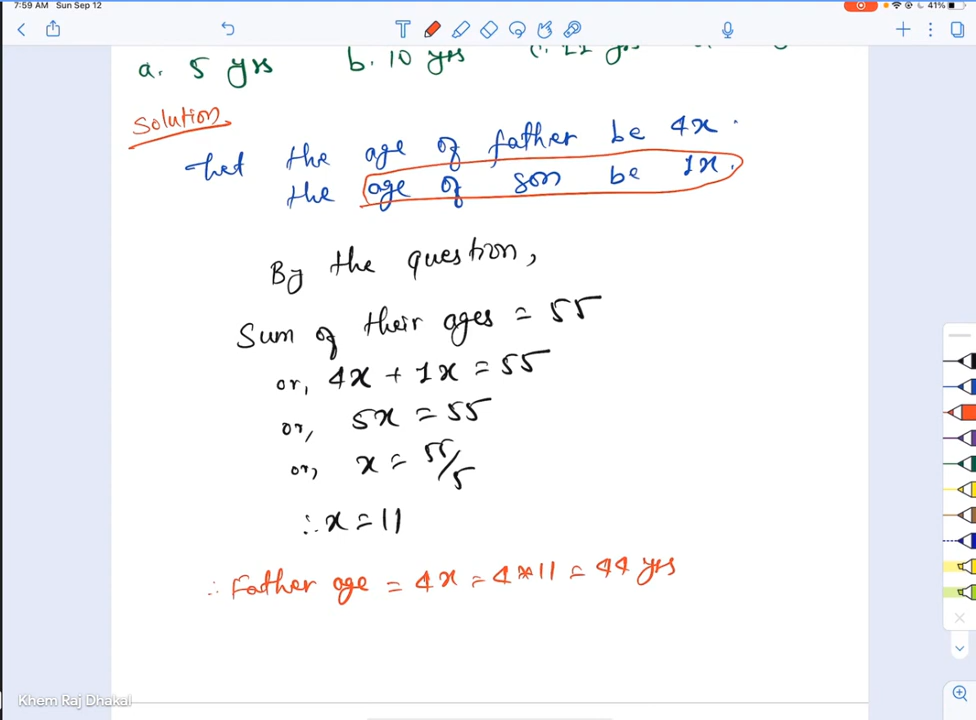 7:59 AM Sun Sep 12
41%
a. 5 yrs b. 10 yrs
Solution
Let the age of father be 4x.
the age of son be 1x.
By the question,
Sum of their ages = 55
or, 4x + 1x = 55
or, 5x = 55
or, x = 55/5
∴ x = 11
∴ Father age = 4x = 4*11 = 44 yrs
Khem Raj Dhakal